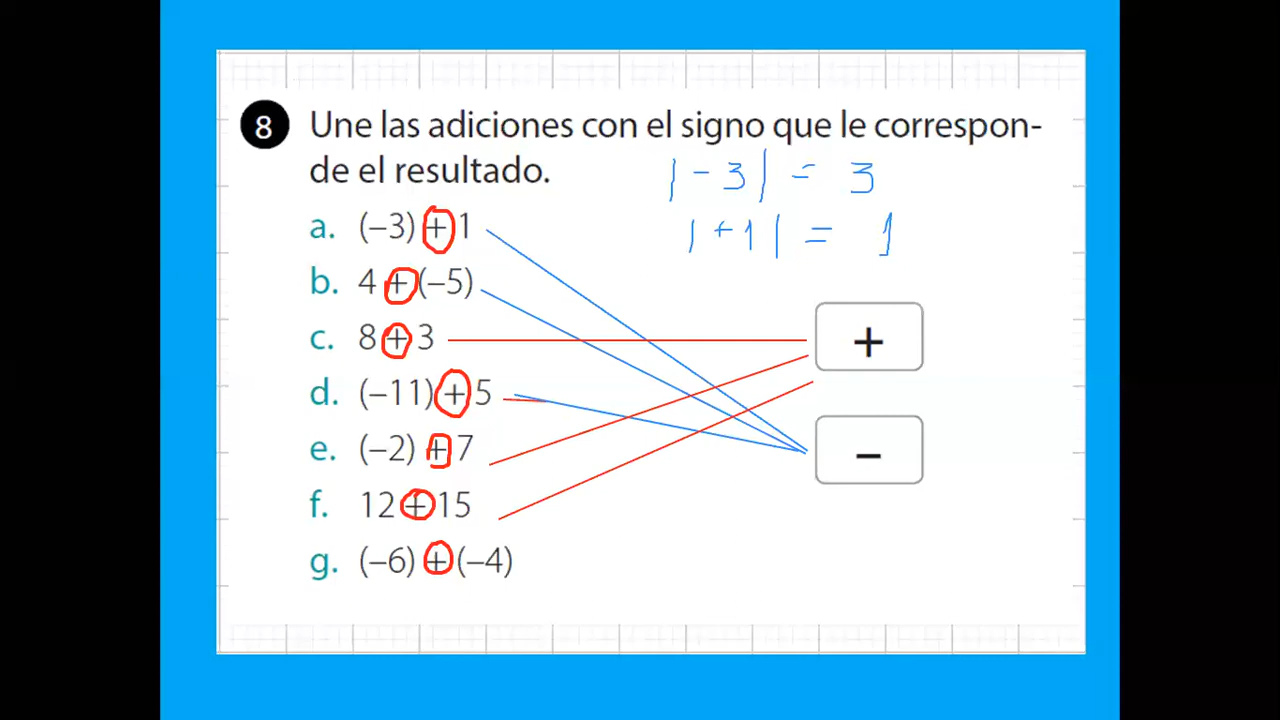 8 Une las adiciones con el signo que le correspon-
de el resultado.
|-3| = 3
|+1| = 1
a. (–3) + 1
b. 4 + (–5)
c. 8 + 3
d. (–11) + 5
e. (–2) + 7
f. 12 + 15
g. (–6) + (–4)
+
–